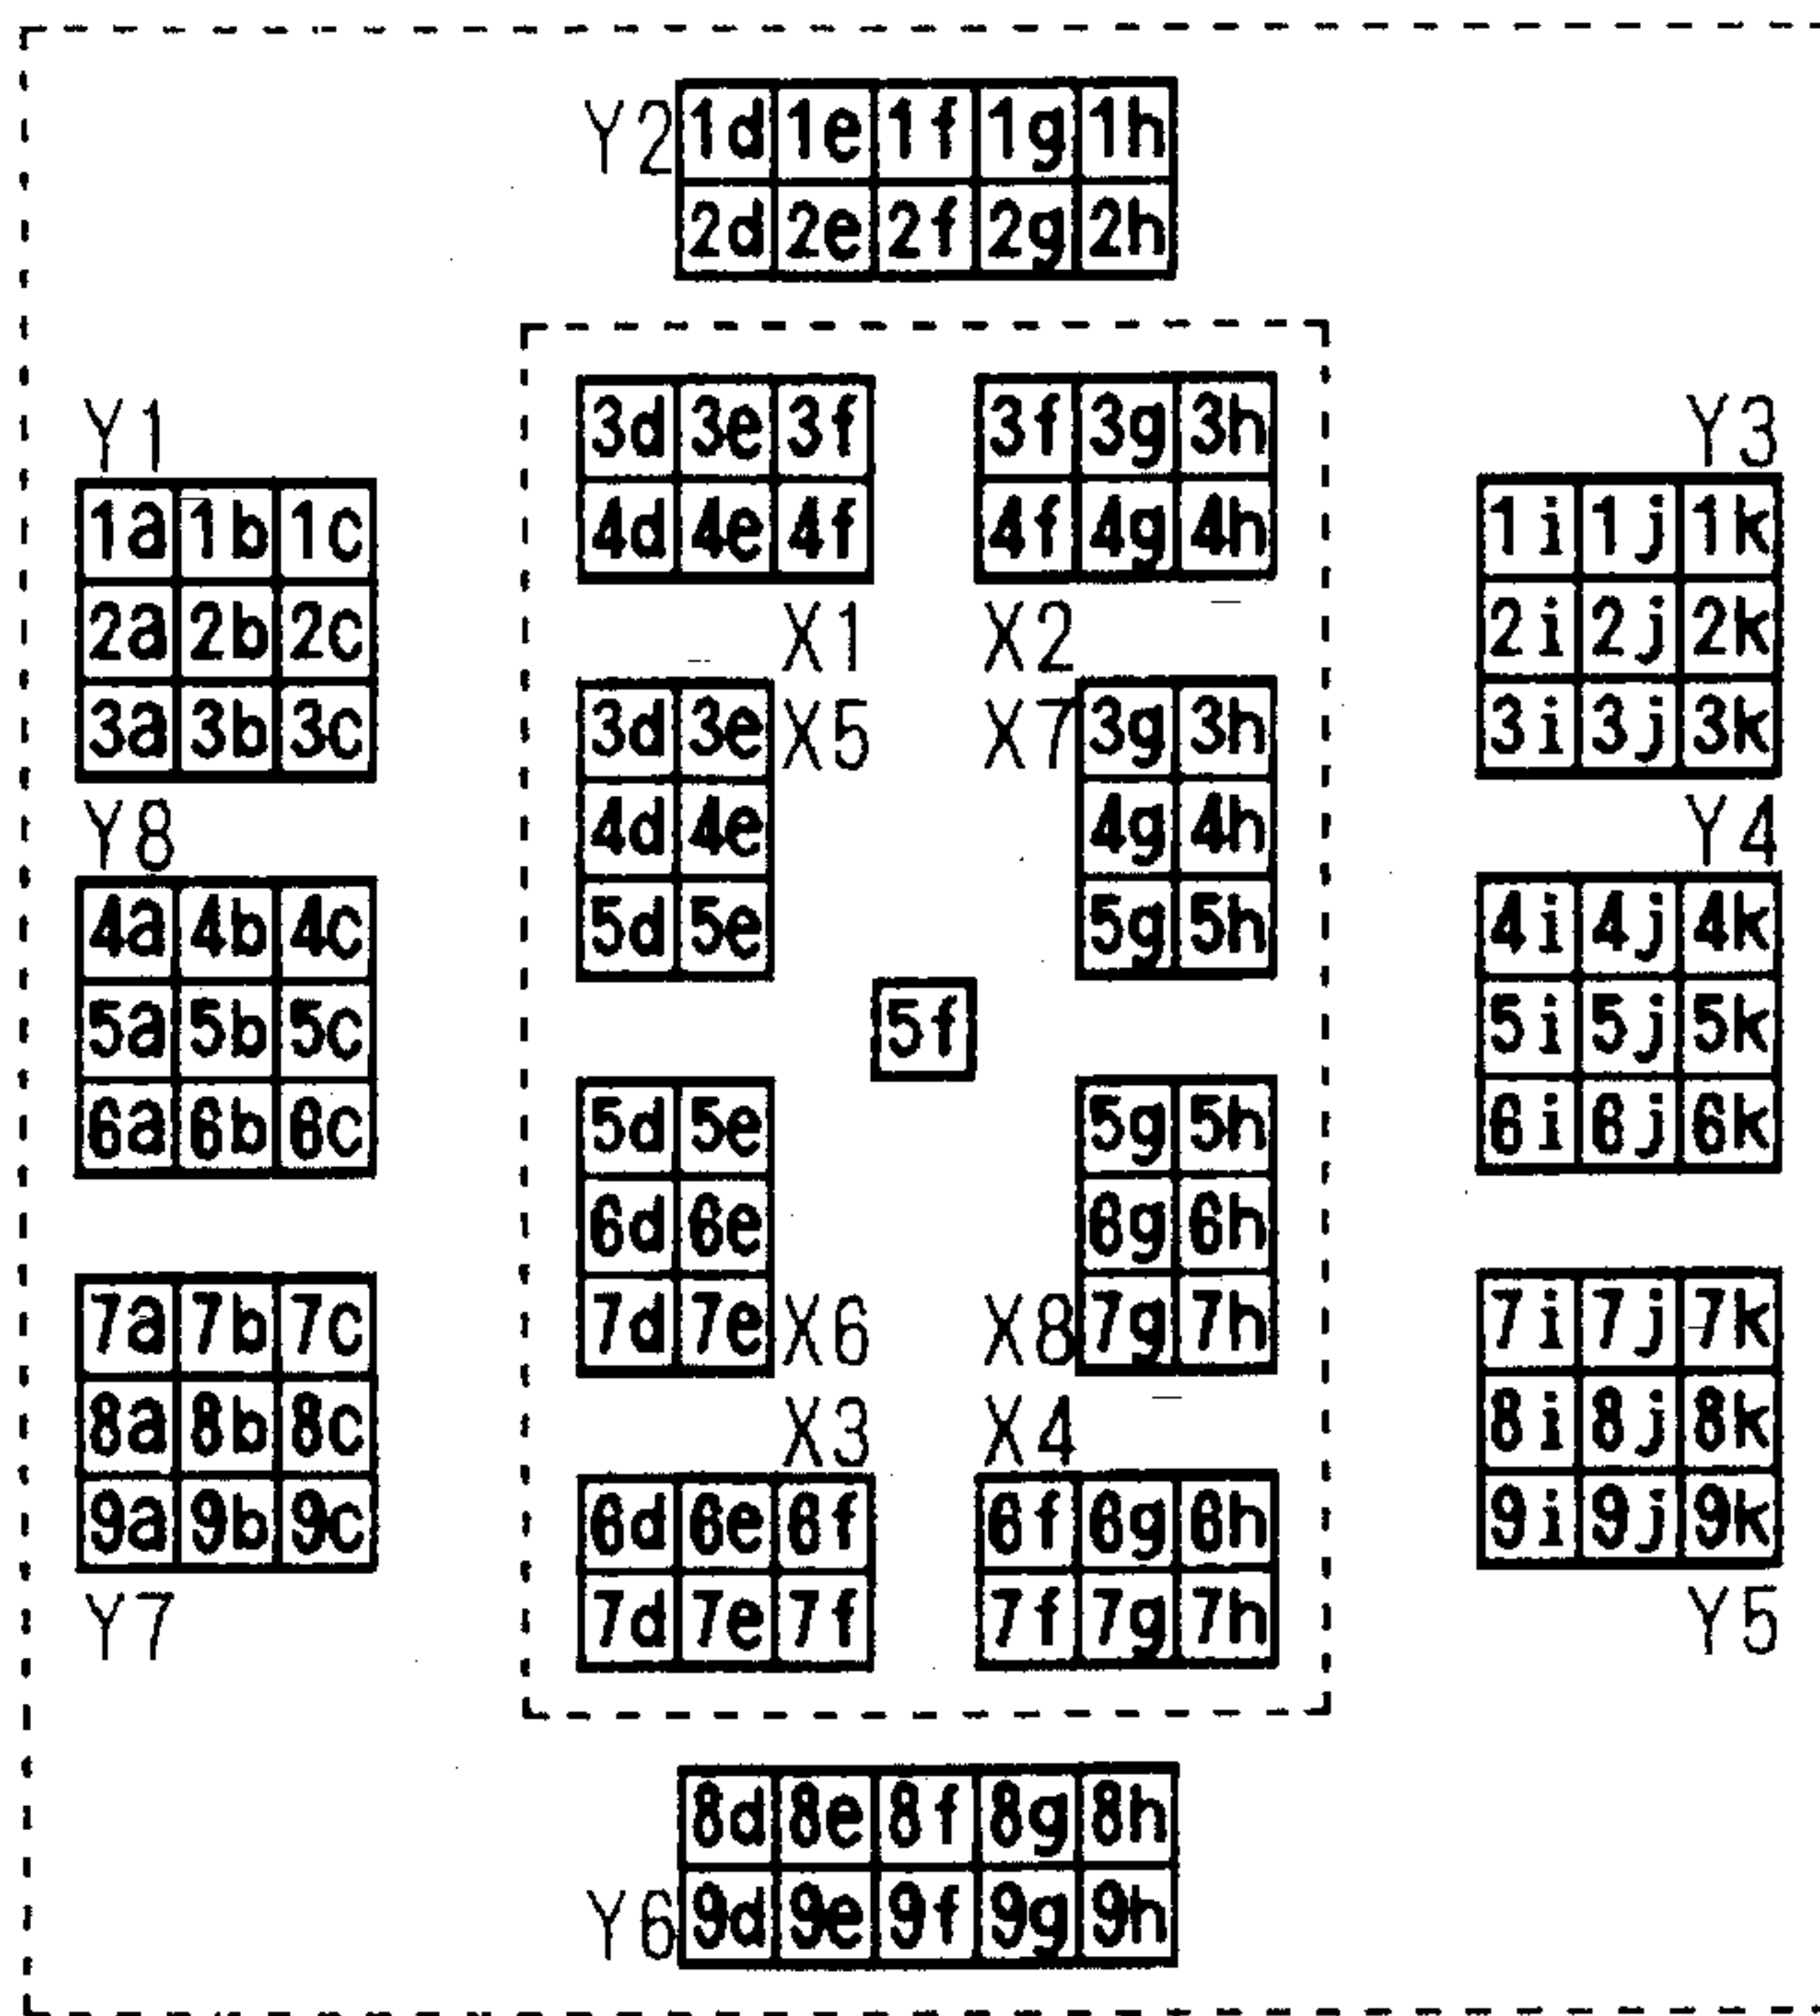 Y2
1d 1e 1f 1g 1h
2d 2e 2f 2g 2h
Y1
1a 1b 1c
2a 2b 2c
3a 3b 3c
Y8
4a 4b 4c
5a 5b 5c
6a 6b 6c
7a 7b 7c
8a 8b 8c
9a 9b 9c
Y7
3d 3e 3f
4d 4e 4f
X1
3f 3g 3h
4f 4g 4h
X2
X5
3d 3e
4d 4e
5d 5e
X7
3g 3h
4g 4h
5g 5h
5f
5d 5e
6d 6e
7d 7e
X6
5g 5h
6g 6h
7g 7h
X8
X3
6d 6e 6f
7d 7e 7f
X4
6f 6g 6h
7f 7g 7h
Y3
1i 1j 1k
2i 2j 2k
3i 3j 3k
Y4
4i 4j 4k
5i 5j 5k
6i 6j 6k
7i 7j 7k
8i 8j 8k
9i 9j 9k
Y5
8d 8e 8f 8g 8h
9d 9e 9f 9g 9h
Y6